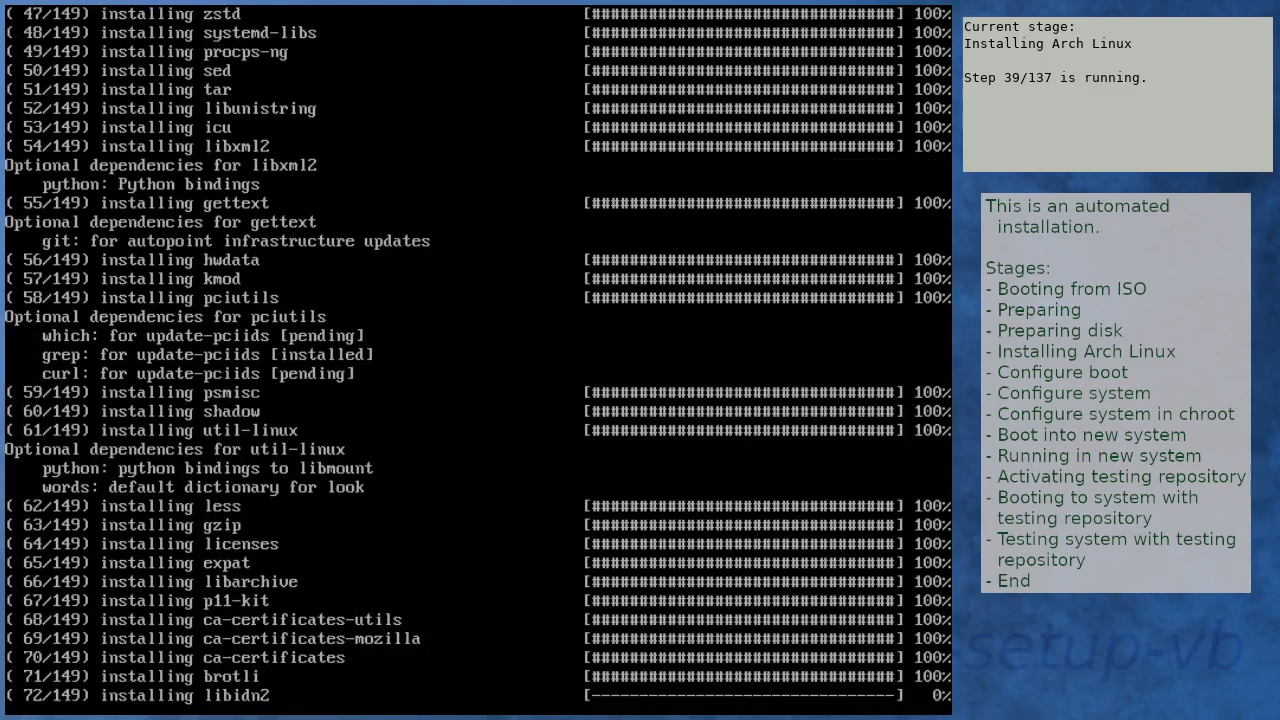 ( 47/149) installing zstd [################################] 100%
( 48/149) installing systemd-libs [################################] 100%
( 49/149) installing procps-ng [################################] 100%
( 50/149) installing sed [################################] 100%
( 51/149) installing tar [################################] 100%
( 52/149) installing libunistring [################################] 100%
( 53/149) installing icu [################################] 100%
( 54/149) installing libxml2 [################################] 100%
Optional dependencies for libxml2
python: Python bindings
( 55/149) installing gettext [################################] 100%
Optional dependencies for gettext
git: for autopoint infrastructure updates
( 56/149) installing hwdata [################################] 100%
( 57/149) installing kmod [################################] 100%
( 58/149) installing pciutils [################################] 100%
Optional dependencies for pciutils
which: for update-pciids [pending]
grep: for update-pciids [installed]
curl: for update-pciids [pending]
( 59/149) installing psmisc [################################] 100%
( 60/149) installing shadow [################################] 100%
( 61/149) installing util-linux [################################] 100%
Optional dependencies for util-linux
python: python bindings to libmount
words: default dictionary for look
( 62/149) installing less [################################] 100%
( 63/149) installing gzip [################################] 100%
( 64/149) installing licenses [################################] 100%
( 65/149) installing expat [################################] 100%
( 66/149) installing libarchive [################################] 100%
( 67/149) installing p11-kit [################################] 100%
( 68/149) installing ca-certificates-utils [################################] 100%
( 69/149) installing ca-certificates-mozilla [################################] 100%
( 70/149) installing ca-certificates [################################] 100%
( 71/149) installing brotli [################################] 100%
( 72/149) installing libidn2 [--------------------------------] 0%
Current stage:
Installing Arch Linux
Step 39/137 is running.
This is an automated
installation.
Stages:
- Booting from ISO
- Preparing
- Preparing disk
- Installing Arch Linux
- Configure boot
- Configure system
- Configure system in chroot
- Boot into new system
- Running in new system
- Activating testing repository
- Booting to system with
testing repository
- Testing system with testing
repository
- End
setup-vb